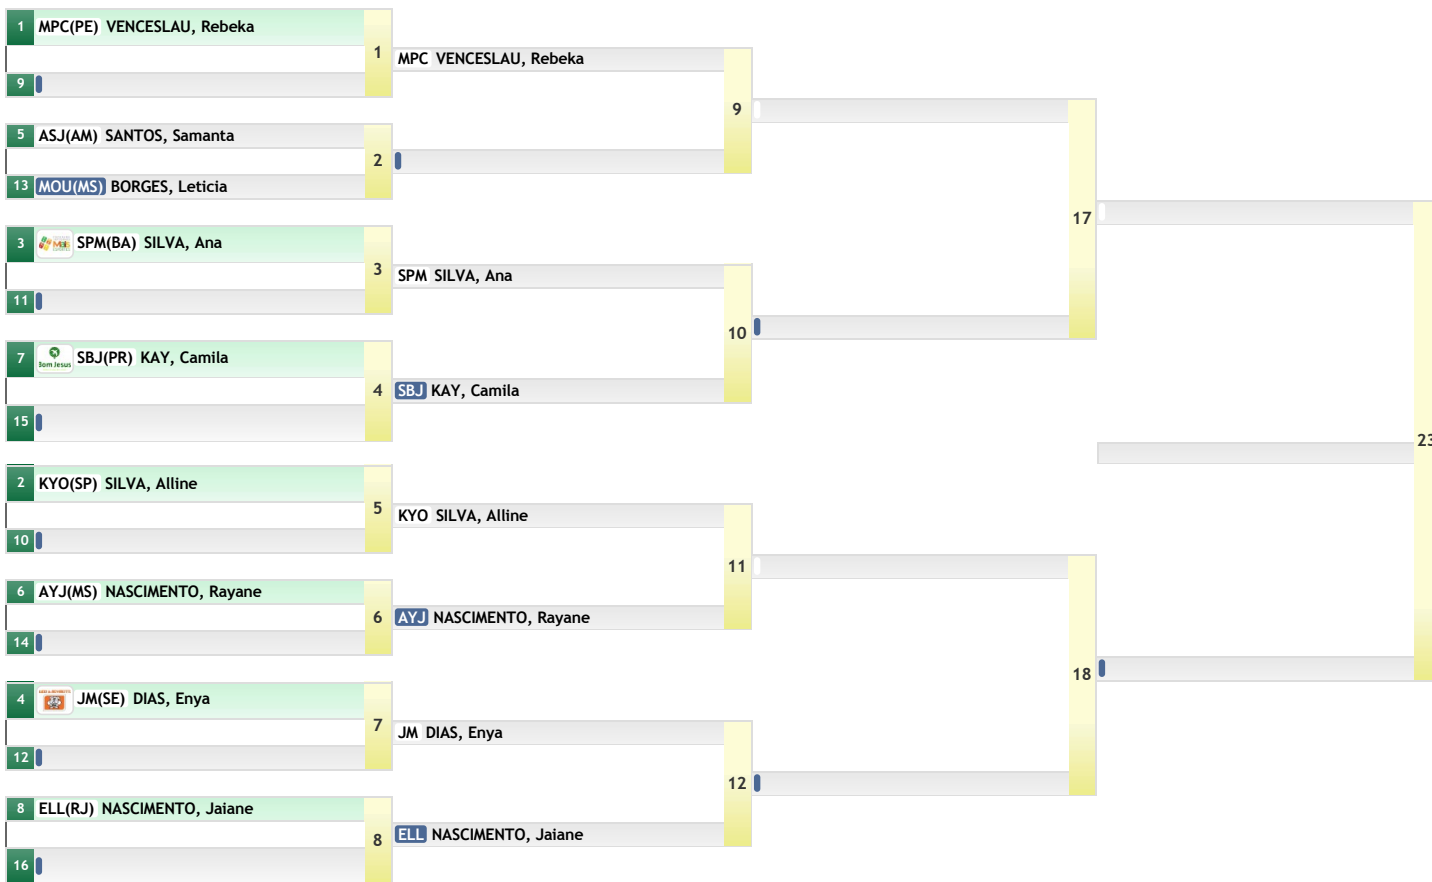 1 MPC(PE) VENCESLAU, Rebeka
1
MPC VENCESLAU, Rebeka
9
9
5 ASJ(AM) SANTOS, Samanta
2
13 MOU(MS) BORGES, Leticia
17
3 SPM(BA) SILVA, Ana
3
SPM SILVA, Ana
11
10
7 Bom Jesus SBJ(PR) KAY, Camila
4
SBJ KAY, Camila
15
23
2 KYO(SP) SILVA, Alline
5
KYO SILVA, Alline
10
11
6 AYJ(MS) NASCIMENTO, Rayane
6
AYJ NASCIMENTO, Rayane
14
18
4 JM(SE) DIAS, Enya
7
JM DIAS, Enya
12
12
8 ELL(RJ) NASCIMENTO, Jaiane
8
ELL NASCIMENTO, Jaiane
16